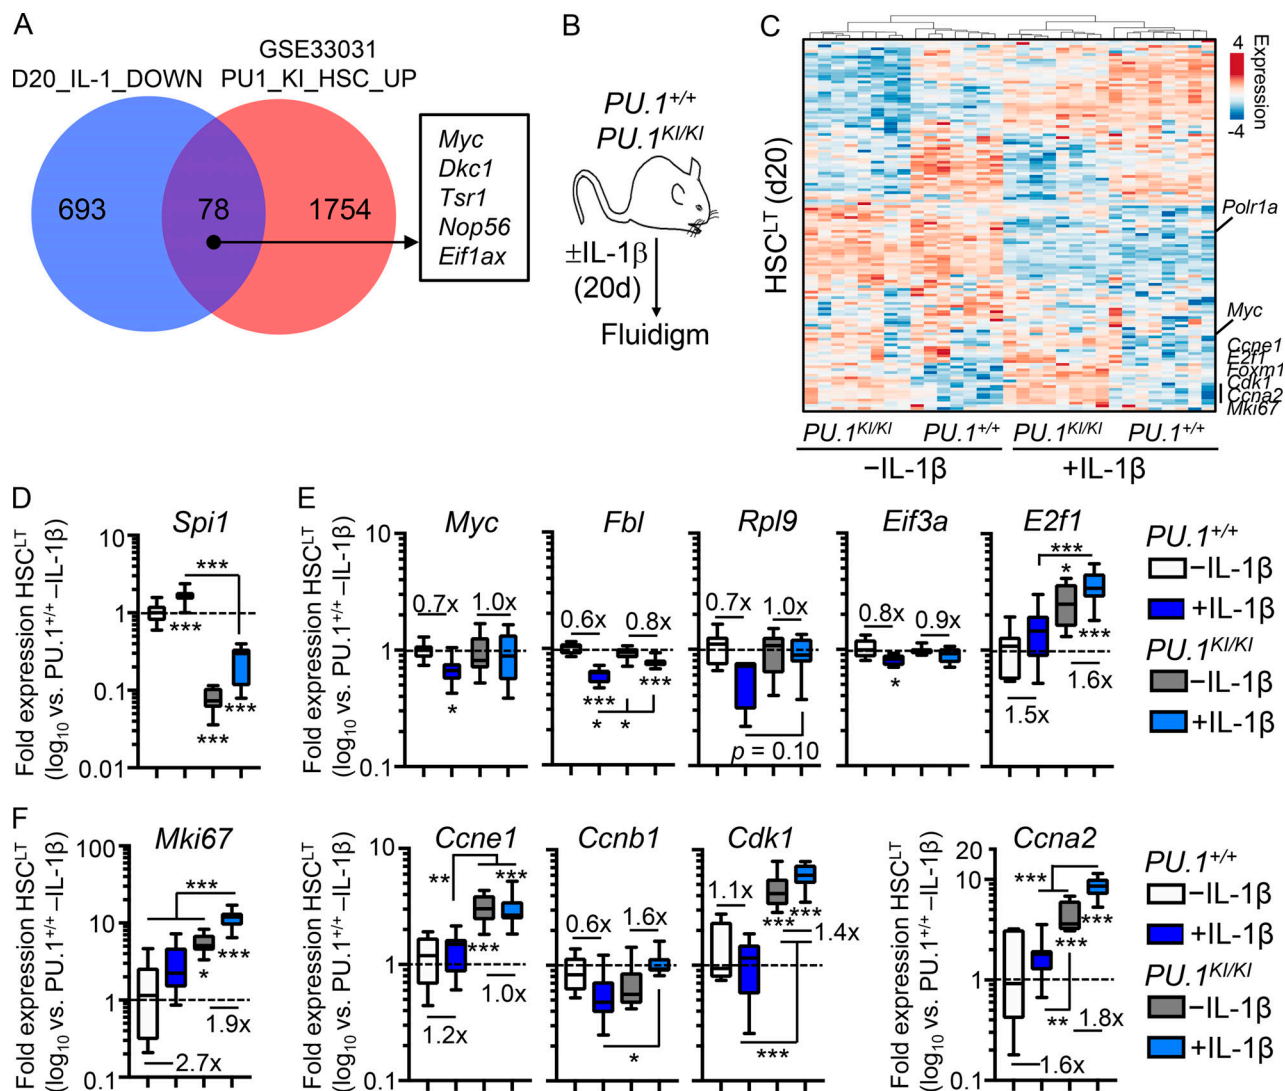 A
GSE33031
D20_IL-1_DOWN PU1_KI_HSC_UP
693 78 1754
Myc
Dkc1
Tsr1
Nop56
Eif1ax
B
PU.1+/+
PU.1KI/KI
±IL-1β
(20d)
Fluidigm
C
HSCLT (d20)
4
-4
Expression
Polr1a
Myc
Ccne1
E2f1
Foxm1
Cdk1
Ccna2
Mki67
PU.1KI/KI PU.1+/+ PU.1KI/KI PU.1+/+
−IL-1β +IL-1β
D
Fold expression HSCLT
(log10 vs. PU.1+/+ −IL-1β)
Spi1
10
1
0.1
0.01
***
***
***
***
E
Fold expression HSCLT
(log10 vs. PU.1+/+ −IL-1β)
10
1
0.1
Myc
0.7x 1.0x
*
Fbl
0.6x 0.8x
*** ***
* *
Rpl9
0.7x 1.0x
p = 0.10
Eif3a
0.8x 0.9x
*
E2f1
10
1
0.1
***
*
***
1.6x
1.5x
PU.1+/+
−IL-1β
+IL-1β
PU.1KI/KI
−IL-1β
+IL-1β
F
Fold expression HSCLT
(log10 vs. PU.1+/+ −IL-1β)
Mki67
100
10
1
0.1
***
***
*
1.9x
2.7x
Fold expression HSCLT
(log10 vs. PU.1+/+ −IL-1β)
Ccne1
10
1
0.1
** ***
***
1.0x
1.2x
Ccnb1
0.6x 1.6x
*
Cdk1
10
1
0.1
1.1x
*** ***
1.4x
***
Fold expression HSCLT
(log10 vs. PU.1+/+ −IL-1β)
Ccna2
20
10
1
0.1
***
***
***
**
1.8x
1.6x
PU.1+/+
−IL-1β
+IL-1β
PU.1KI/KI
−IL-1β
+IL-1β